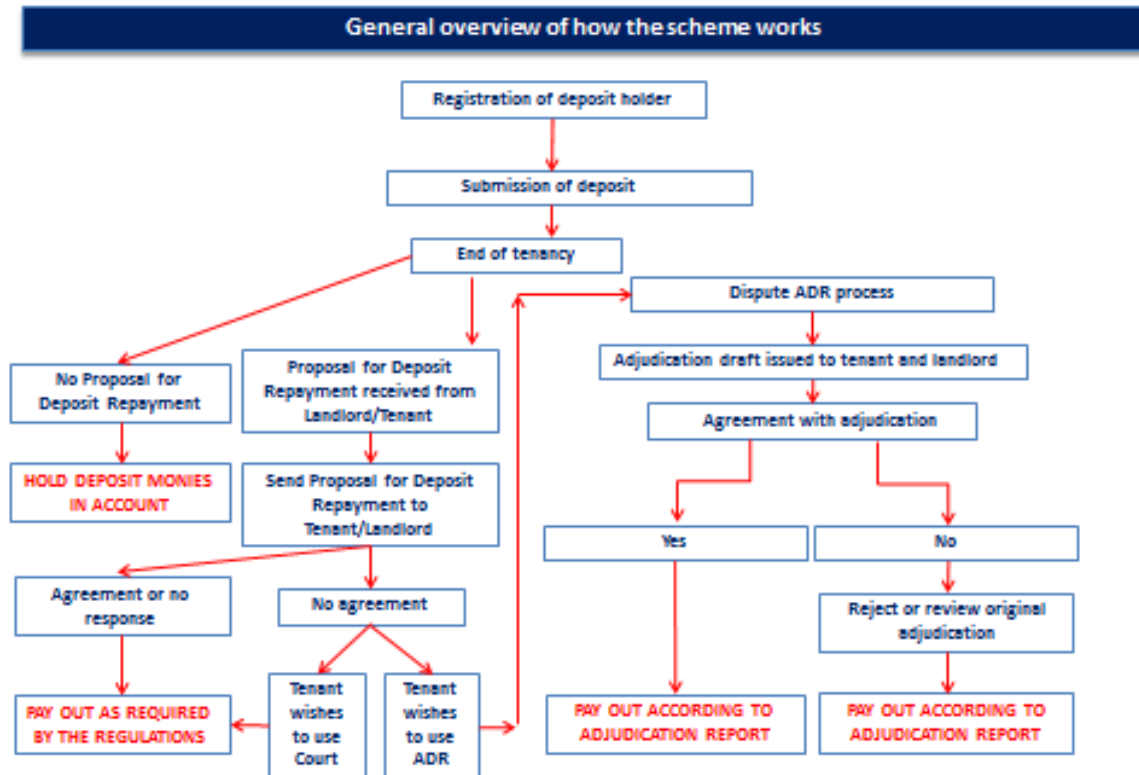 General overview of how the scheme works
Registration of deposit holder
Submission of deposit
End of tenancy
Dispute ADR process
Adjudication draft issued to tenant and landlord
Agreement with adjudication
No Proposal for
Deposit Repayment
Proposal for Deposit
Repayment received from
Landlord/Tenant
HOLD DEPOSIT MONIES
IN ACCOUNT
Send Proposal for Deposit
Repayment to
Tenant/Landlord
Yes
No
Agreement or no
response
No agreement
Reject or review original
adjudication
PAY OUT AS REQUIRED
BY THE REGULATIONS
Tenant
wishes
to use
Court
Tenant
wishes
to use
ADR
PAY OUT ACCORDING TO
ADJUDICATION REPORT
PAY OUT ACCORDING TO
ADJUDICATION REPORT